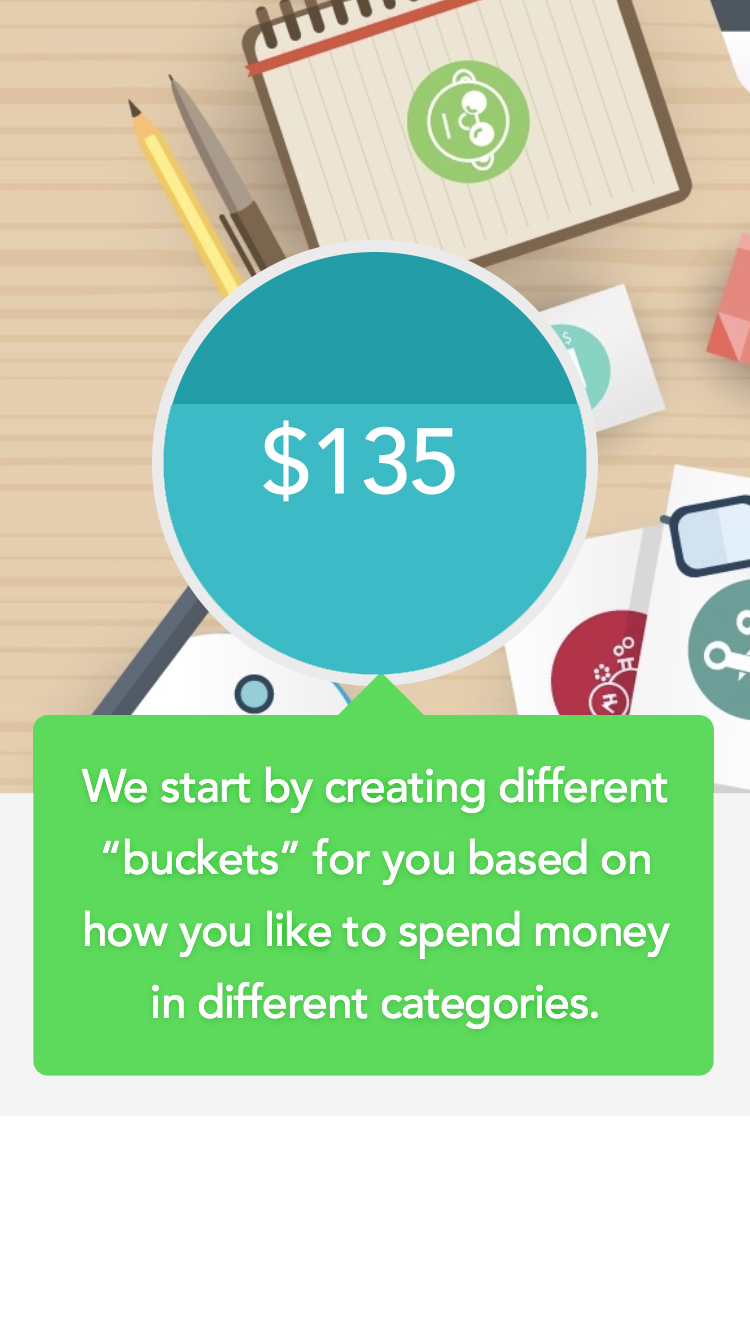 $135
We start by creating different
“buckets” for you based on
how you like to spend money
in different categories.